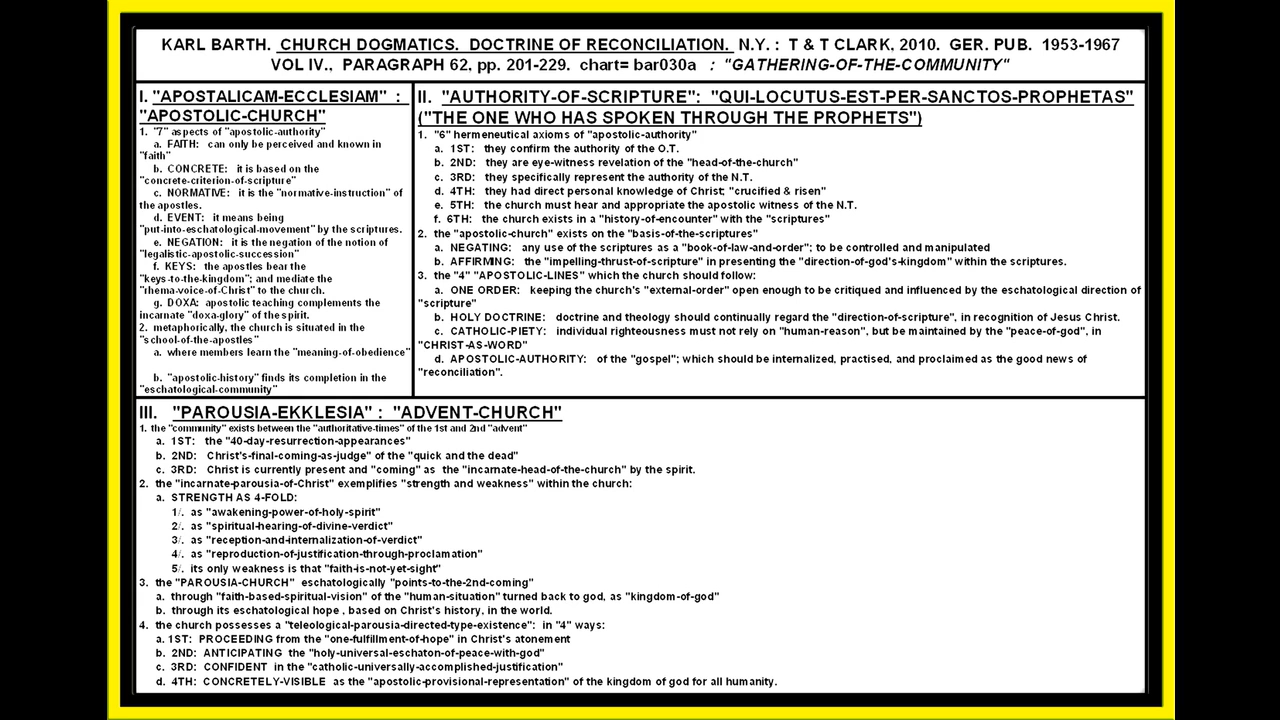 KARL BARTH. CHURCH DOGMATICS. DOCTRINE OF RECONCILIATION. N.Y. : T & T CLARK, 2010. GER. PUB. 1953-1967
VOL IV., PARAGRAPH 62, pp. 201-229. chart= bar030a : "GATHERING-OF-THE-COMMUNITY"
I. "APOSTALICAM-ECCLESIAM" :
"APOSTOLIC-CHURCH"
1. "7" aspects of "apostolic-authority"
a. FAITH: can only be perceived and known in
"faith"
b. CONCRETE: it is based on the
"concrete-criterion-of-scripture"
c. NORMATIVE: it is the "normative-instruction" of
the apostles.
d. EVENT: it means being
"put-into-eschatological-movement" by the scriptures.
e. NEGATION: it is the negation of the notion of
"legalistic-apostolic-succession"
f. KEYS: the apostles bear the
"keys-to-the-kingdom"; and mediate the
"rhema-voice-of-Christ" to the church.
g. DOXA: apostolic teaching complements the
incarnate "doxa-glory" of the spirit.
2. metaphorically, the church is situated in the
"school-of-the-apostles"
a. where members learn the "meaning-of-obedience"
b. "apostolic-history" finds its completion in the
"eschatological-community"
II. "AUTHORITY-OF-SCRIPTURE": "QUI-LOCUTUS-EST-PER-SANCTOS-PROPHETAS"
("THE ONE WHO HAS SPOKEN THROUGH THE PROPHETS")
1. "6" hermeneutical axioms of "apostolic-authority"
a. 1ST: they confirm the authority of the O.T.
b. 2ND: they are eye-witness revelation of the "head-of-the-church"
c. 3RD: they specifically represent the authority of the N.T.
d. 4TH: they had direct personal knowledge of Christ; "crucified & risen"
e. 5TH: the church must hear and appropriate the apostolic witness of the N.T.
f. 6TH: the church exists in a "history-of-encounter" with the "scriptures"
2. the "apostolic-church" exists on the "basis-of-the-scriptures"
a. NEGATING: any use of the scriptures as a "book-of-law-and-order"; to be controlled and manipulated
b. AFFIRMING: the "impelling-thrust-of-scripture" in presenting the "direction-of-god's-kingdom" within the scriptures.
3. the "4" "APOSTOLIC-LINES" which the church should follow:
a. ONE ORDER: keeping the church's "external-order" open enough to be critiqued and influenced by the eschatological direction of
"scripture"
b. HOLY DOCTRINE: doctrine and theology should continually regard the "direction-of-scripture", in recognition of Jesus Christ.
c. CATHOLIC-PIETY: individual righteousness must not rely on "human-reason", but be maintained by the "peace-of-god", in
"CHRIST-AS-WORD"
d. APOSTOLIC-AUTHORITY: of the "gospel"; which should be internalized, practised, and proclaimed as the good news of
"reconciliation".
III. "PAROUSIA-EKKLESIA" : "ADVENT-CHURCH"
1. the "community" exists between the "authoritative-times" of the 1st and 2nd "advent"
a. 1ST: the "40-day-resurrection-appearances"
b. 2ND: Christ's-final-coming-as-judge" of the "quick and the dead"
c. 3RD: Christ is currently present and "coming" as the "incarnate-head-of-the-church" by the spirit.
2. the "incarnate-parousia-of-Christ" exemplifies "strength and weakness" within the church:
a. STRENGTH AS 4-FOLD:
1/. as "awakening-power-of-holy-spirit"
2/. as "spiritual-hearing-of-divine-verdict"
3/. as "reception-and-internalization-of-verdict"
4/. as "reproduction-of-justification-through-proclamation"
5/. its only weakness is that "faith-is-not-yet-sight"
3. the "PAROUSIA-CHURCH" eschatologically "points-to-the-2nd-coming"
a. through "faith-based-spiritual-vision" of the "human-situation" turned back to god, as "kingdom-of-god"
b. through its eschatological hope , based on Christ's history, in the world.
4. the church possesses a "teleological-parousia-directed-type-existence": in "4" ways:
a. 1ST: PROCEEDING from the "one-fulfillment-of-hope" in Christ's atonement
b. 2ND: ANTICIPATING the "holy-universal-eschaton-of-peace-with-god"
c. 3RD: CONFIDENT in the "catholic-universally-accomplished-justification"
d. 4TH: CONCRETELY-VISIBLE as the "apostolic-provisional-representation" of the kingdom of god for all humanity.